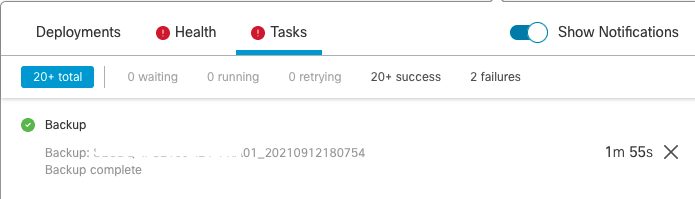 Deployments Health Tasks Show Notifications
20+ total 0 waiting 0 running 0 retrying 20+ success 2 failures
Backup
Backup: 01_20210912180754
1m 55s
Backup complete